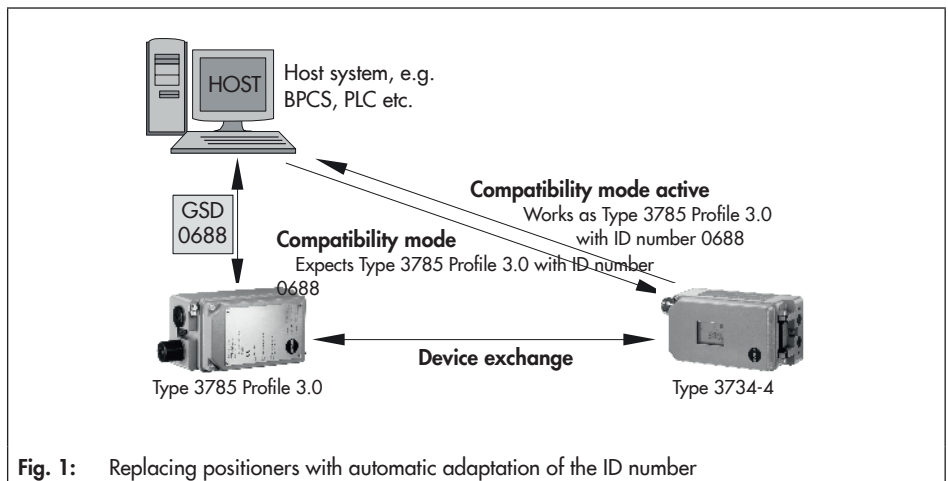 HOST
Host system, e.g.
BPCS, PLC etc.
GSD
0688
Compatibility mode active
Works as Type 3785 Profile 3.0
with ID number 0688
Compatibility mode
Expects Type 3785 Profile 3.0 with ID number
0688
Device exchange
Type 3785 Profile 3.0
Type 3734-4
Fig. 1: Replacing positioners with automatic adaptation of the ID number